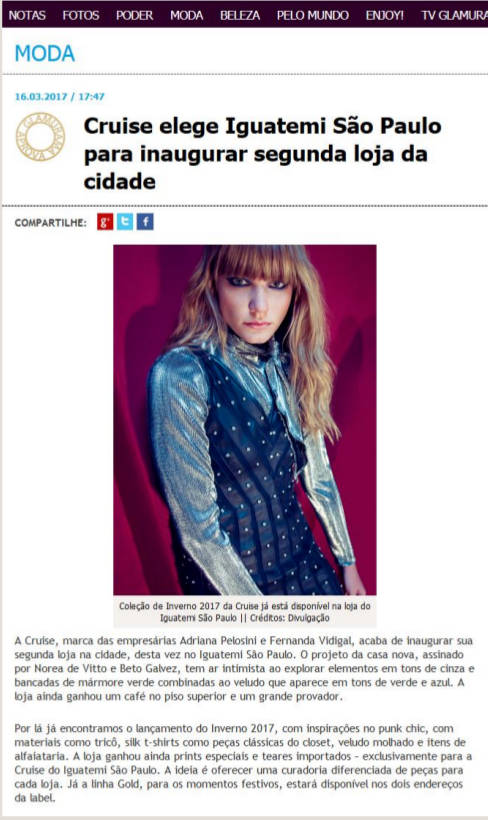 NOTAS FOTOS PODER MODA BELEZA PELO MUNDO ENJOY! TV GLAMURA
MODA
16.03.2017 / 17:47
GLAMURAMA
Cruise elege Iguatemi São Paulo
para inaugurar segunda loja da
cidade
COMPARTILHE: g+ t f
Coleção de Inverno 2017 da Cruise já está disponível na loja do
Iguatemi São Paulo || Créditos: Divulgação
A Cruise, marca das empresárias Adriana Pelosini e Fernanda Vidigal, acaba de inaugurar sua
segunda loja na cidade, desta vez no Iguatemi São Paulo. O projeto da casa nova, assinado
por Norea de Vitto e Beto Galvez, tem ar intimista ao explorar elementos em tons de cinza e
bancadas de mármore verde combinadas ao veludo que aparece em tons de verde e azul. A
loja ainda ganhou um café no piso superior e um grande provador.
Por lá já encontramos o lançamento do Inverno 2017, com inspirações no punk chic, com
materiais como tricô, silk t-shirts como peças clássicas do closet, veludo molhado e itens de
alfaiataria. A loja ganhou ainda prints especiais e teares importados – exclusivamente para a
Cruise do Iguatemi São Paulo. A ideia é oferecer uma curadoria diferenciada de peças para
cada loja. Já a linha Gold, para os momentos festivos, estará disponível nos dois endereços
da label.